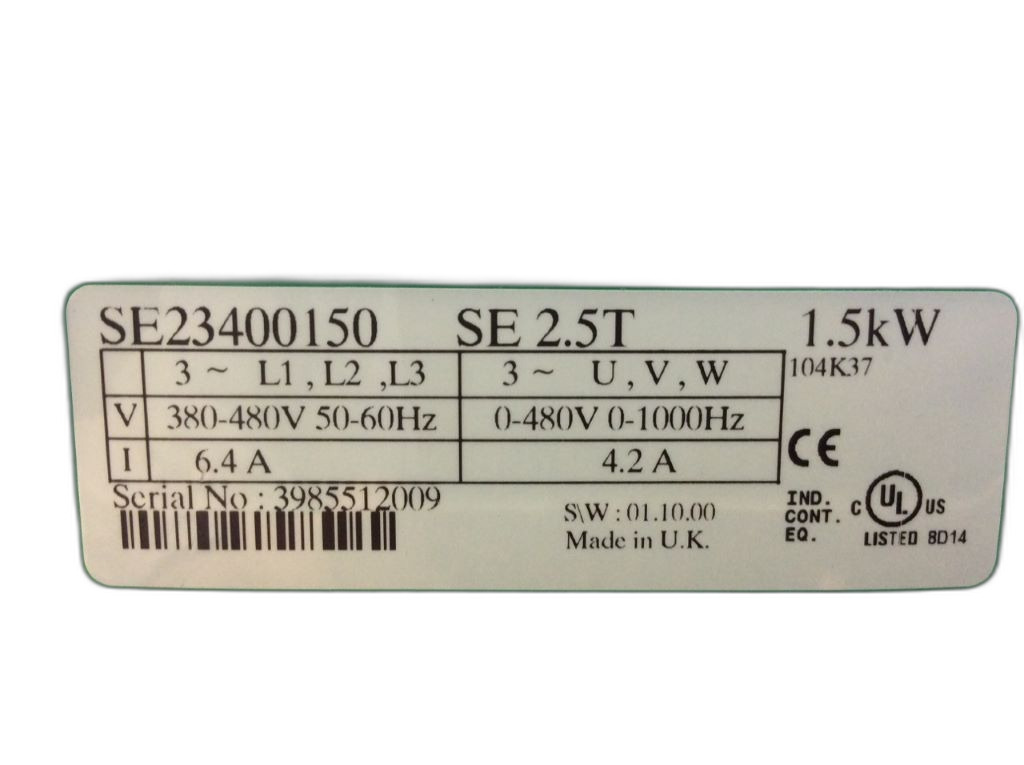 SE23400150 SE 2.5T 1.5kW
3 ~ L1 , L2 ,L3 3 ~ U , V , W 104K37
V 380-480V 50-60Hz 0-480V 0-1000Hz
I 6.4 A 4.2 A
CE
Serial No : 3985512009
S\W : 01.10.00
Made in U.K.
IND.
CONT.
EQ.
C UL US
LISTED 8D14